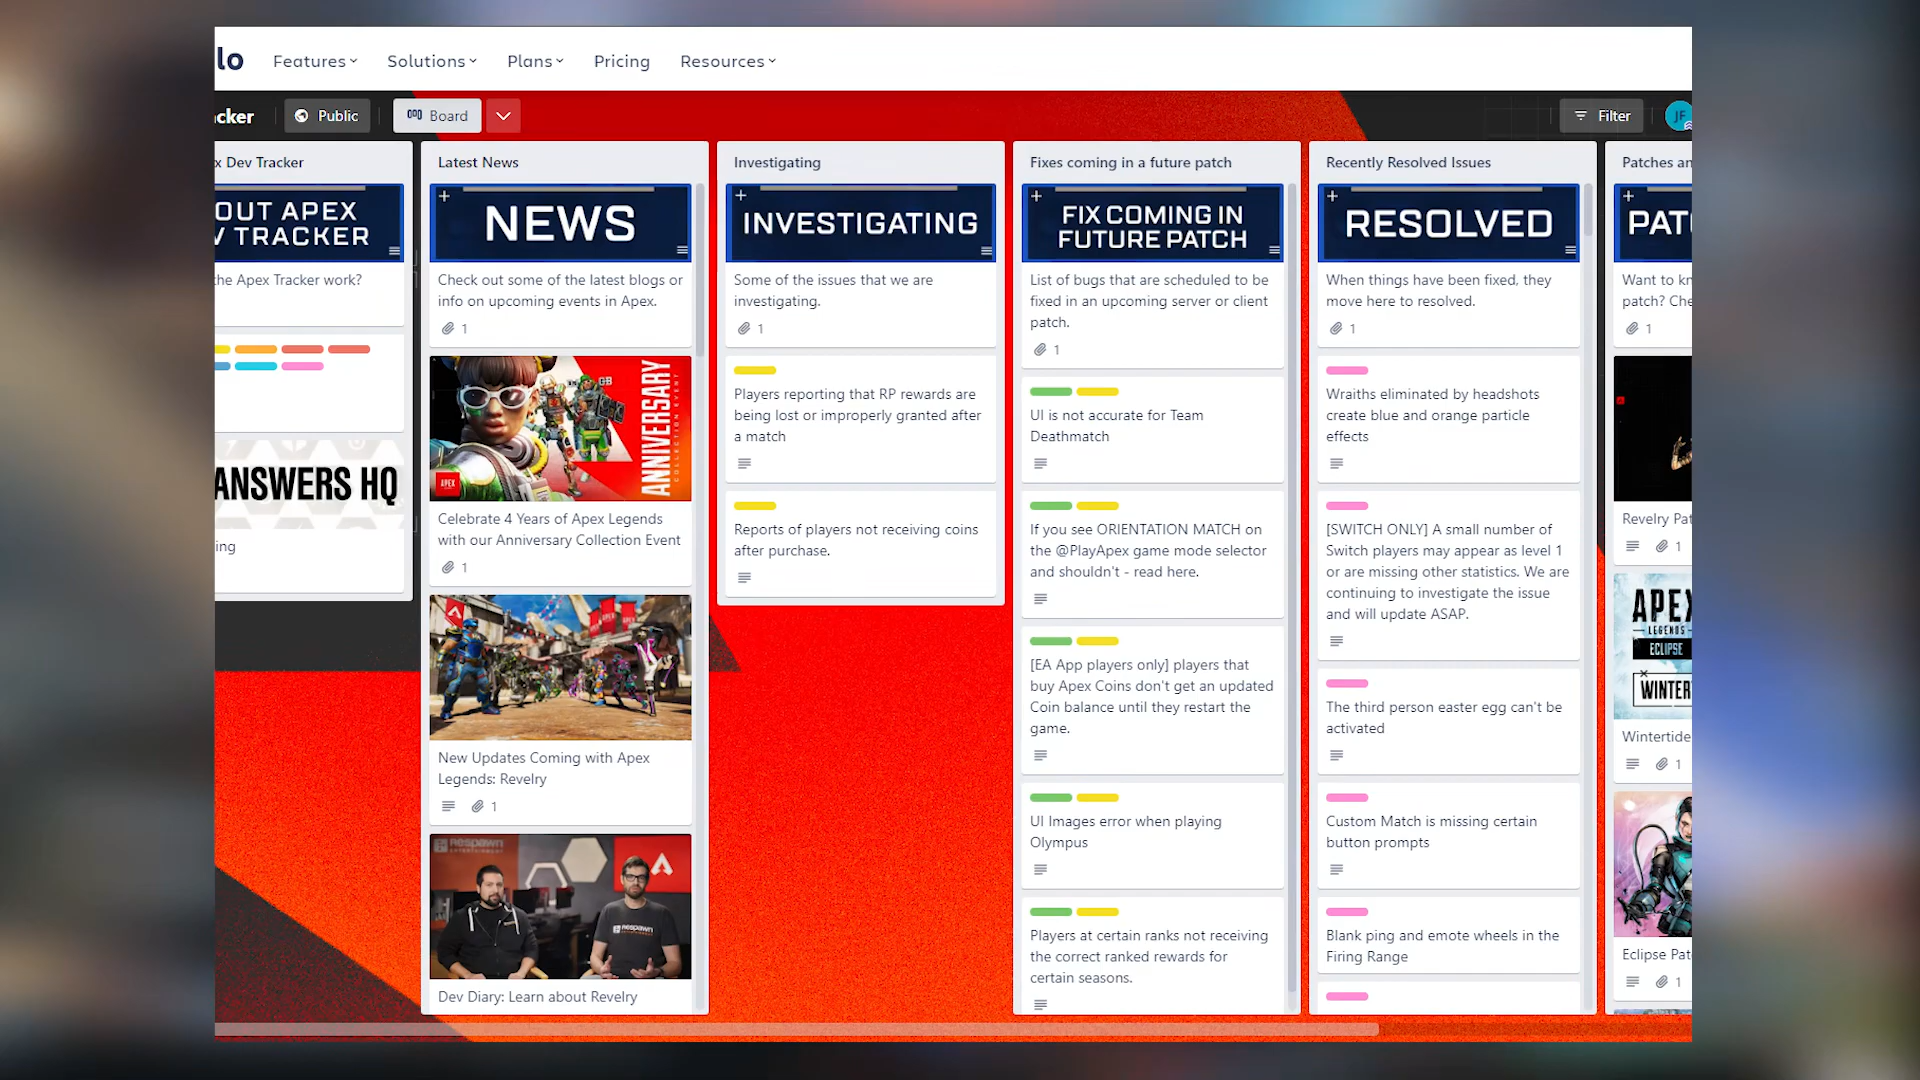 lo
Features
Solutions
Plans
Pricing
Resources
cker
Public
Board
Filter
JF
x Dev Tracker
OUT APEX
V TRACKER
he Apex Tracker work?
ANSWERS HQ
ing
Latest News
NEWS
Check out some of the latest blogs or
info on upcoming events in Apex.
1
ANNIVERSARY
COLLECTION EVENT
APEX
Celebrate 4 Years of Apex Legends
with our Anniversary Collection Event
1
New Updates Coming with Apex
Legends: Revelry
1
RESPAWN
ENTERTAINMENT
RESPAWN
Dev Diary: Learn about Revelry
Investigating
INVESTIGATING
Some of the issues that we are
investigating.
1
Players reporting that RP rewards are
being lost or improperly granted after
a match
Reports of players not receiving coins
after purchase.
Fixes coming in a future patch
FIX COMING IN
FUTURE PATCH
List of bugs that are scheduled to be
fixed in an upcoming server or client
patch.
1
UI is not accurate for Team
Deathmatch
If you see ORIENTATION MATCH on
the @PlayApex game mode selector
and shouldn't - read here.
[EA App players only] players that
buy Apex Coins don't get an updated
Coin balance until they restart the
game.
UI Images error when playing
Olympus
Players at certain ranks not receiving
the correct ranked rewards for
certain seasons.
Recently Resolved Issues
RESOLVED
When things have been fixed, they
move here to resolved.
1
Wraiths eliminated by headshots
create blue and orange particle
effects
[SWITCH ONLY] A small number of
Switch players may appear as level 1
or are missing other statistics. We are
continuing to investigate the issue
and will update ASAP.
The third person easter egg can't be
activated
Custom Match is missing certain
button prompts
Blank ping and emote wheels in the
Firing Range
Patches an
PAT
Want to kn
patch? Che
1
Revelry Pat
1
APEX
LEGENDS
ECLIPSE
WINTER
Wintertide
1
Eclipse Pat
1